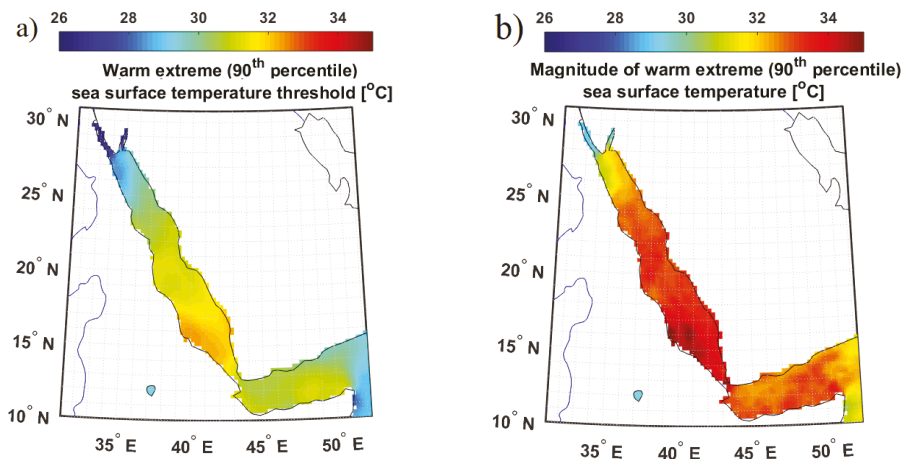 a)
26 28 30 32 34
Warm extreme (90th percentile)
sea surface temperature threshold [°C]
30° N
25° N
20° N
15° N
10° N
35° E 40° E 45° E 50° E
b)
26 28 30 32 34
Magnitude of warm extreme (90th percentile)
sea surface temperature [°C]
30° N
25° N
20° N
15° N
10° N
35° E 40° E 45° E 50° E